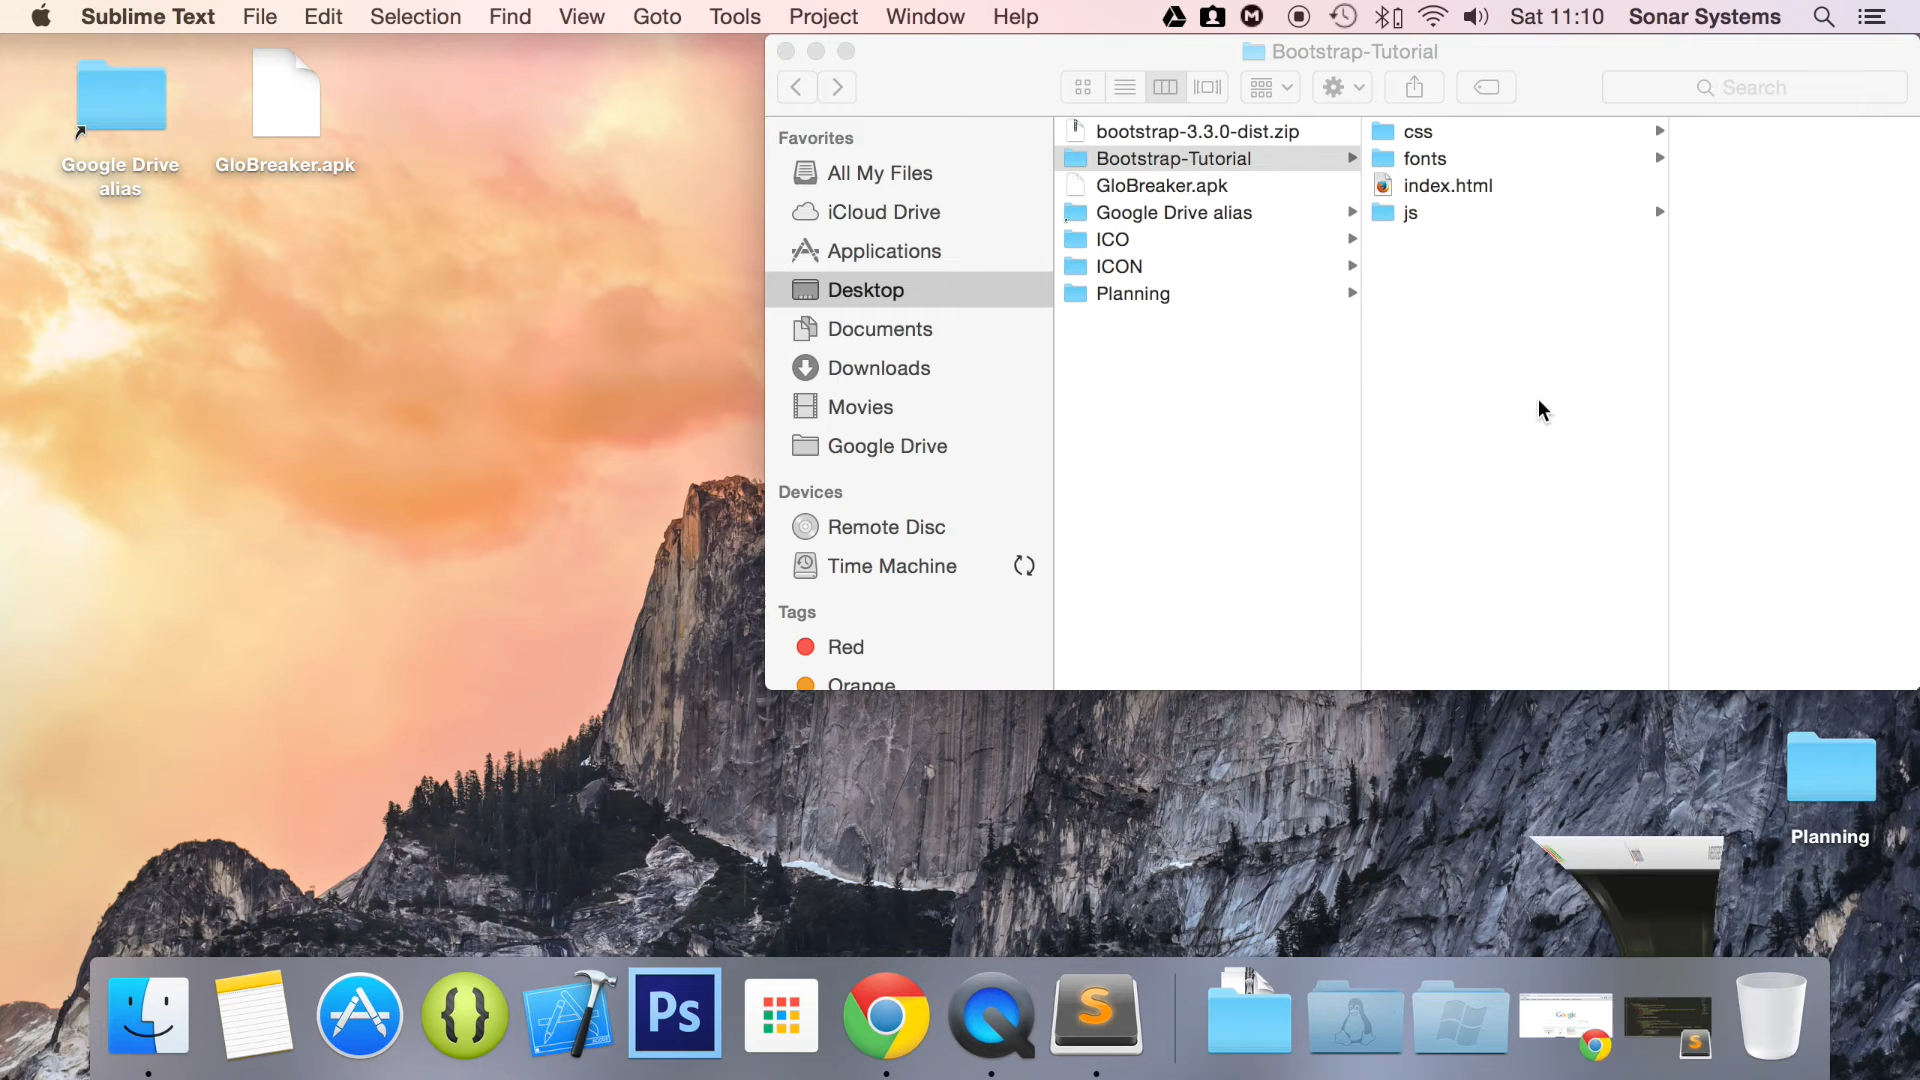 Sublime Text File Edit Selection Find View Goto Tools Project Window Help Sat 11:10 Sonar Systems
Bootstrap-Tutorial
Search
Google Drive
alias
GloBreaker.apk
Favorites
All My Files
iCloud Drive
Applications
Desktop
Documents
Downloads
Movies
Google Drive
Devices
Remote Disc
Time Machine
Tags
Red
Orange
bootstrap-3.3.0-dist.zip
Bootstrap-Tutorial
GloBreaker.apk
Google Drive alias
ICO
ICON
Planning
css
fonts
index.html
js
Planning
Ps
S
Google
S